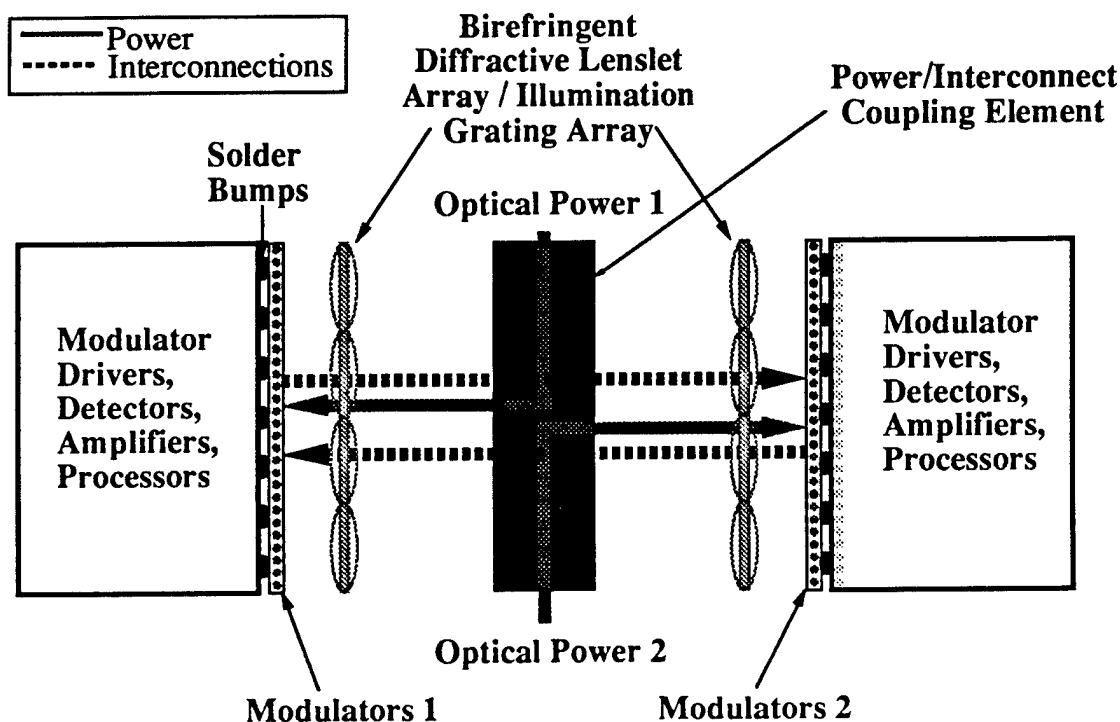 Power
Interconnections
Birefringent
Diffractive Lenslet
Array / Illumination
Grating Array
Power/Interconnect
Coupling Element
Solder
Bumps
Optical Power 1
Modulator
Drivers,
Detectors,
Amplifiers,
Processors
Modulator
Drivers,
Detectors,
Amplifiers,
Processors
Optical Power 2
Modulators 1
Modulators 2